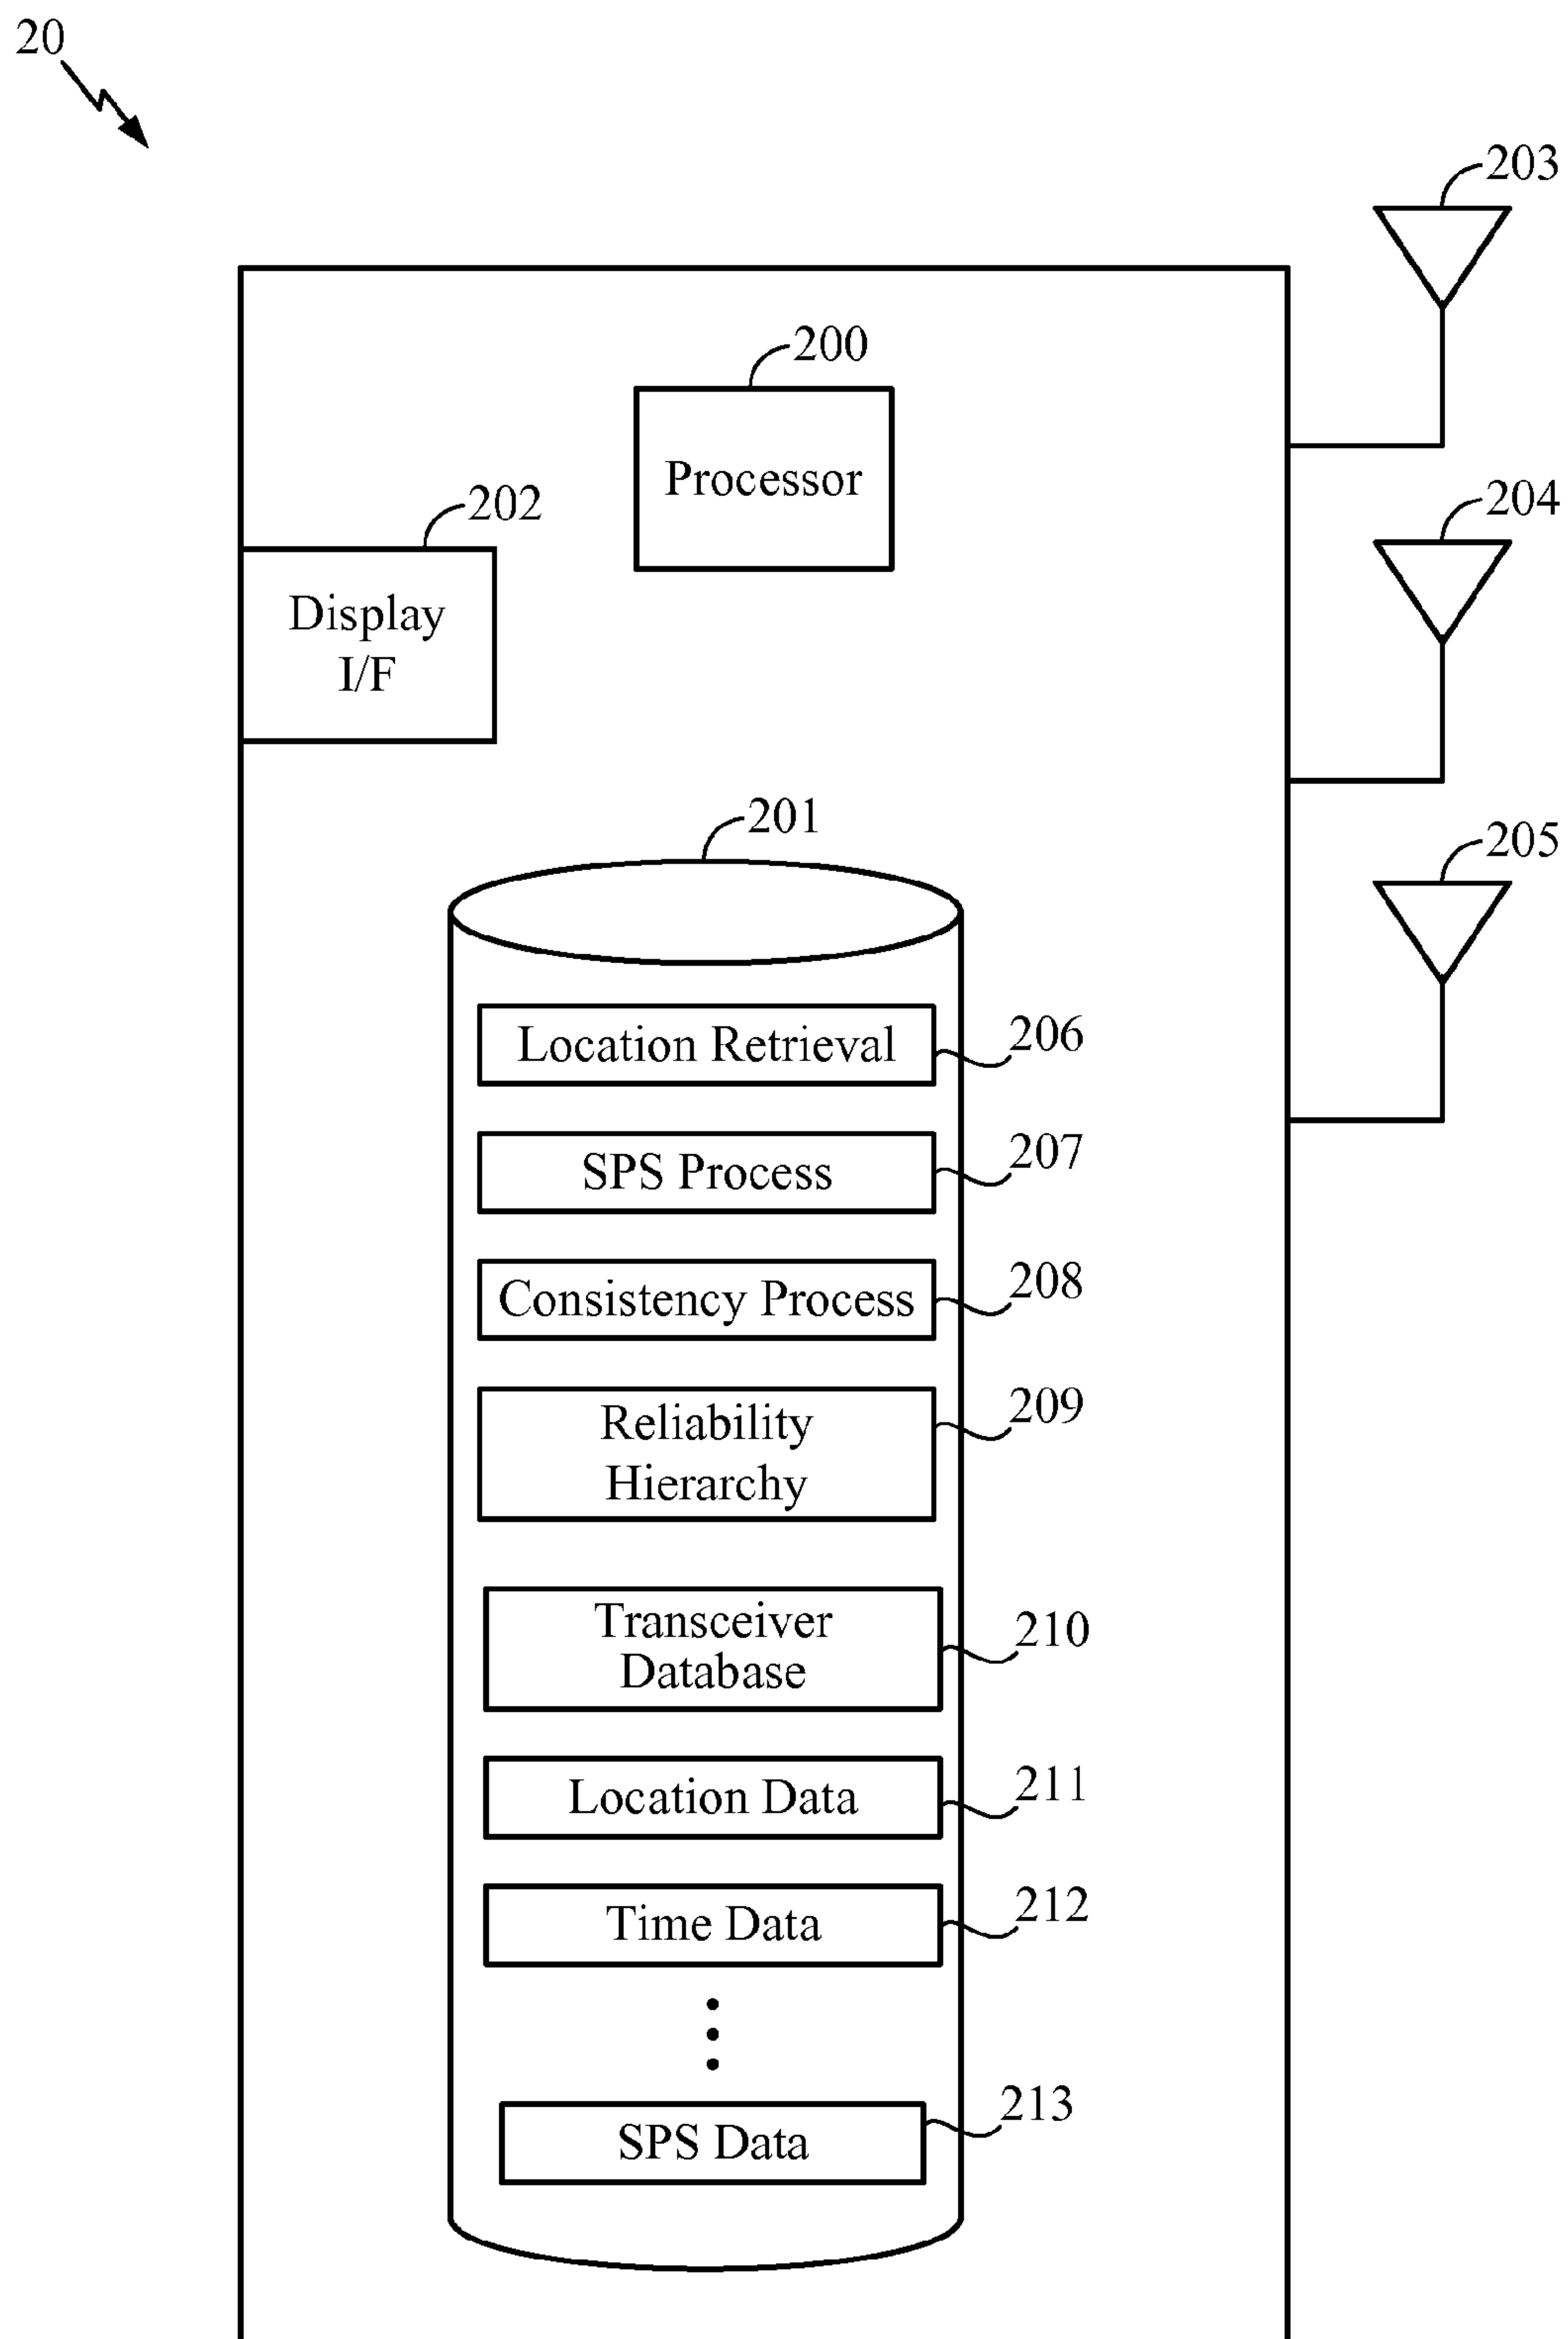 20
203
200
Processor
204
202
Display
I/F
201
205
Location Retrieval
206
SPS Process
207
Consistency Process
208
Reliability
Hierarchy
209
Transceiver
Database
210
Location Data
211
Time Data
212
SPS Data
213